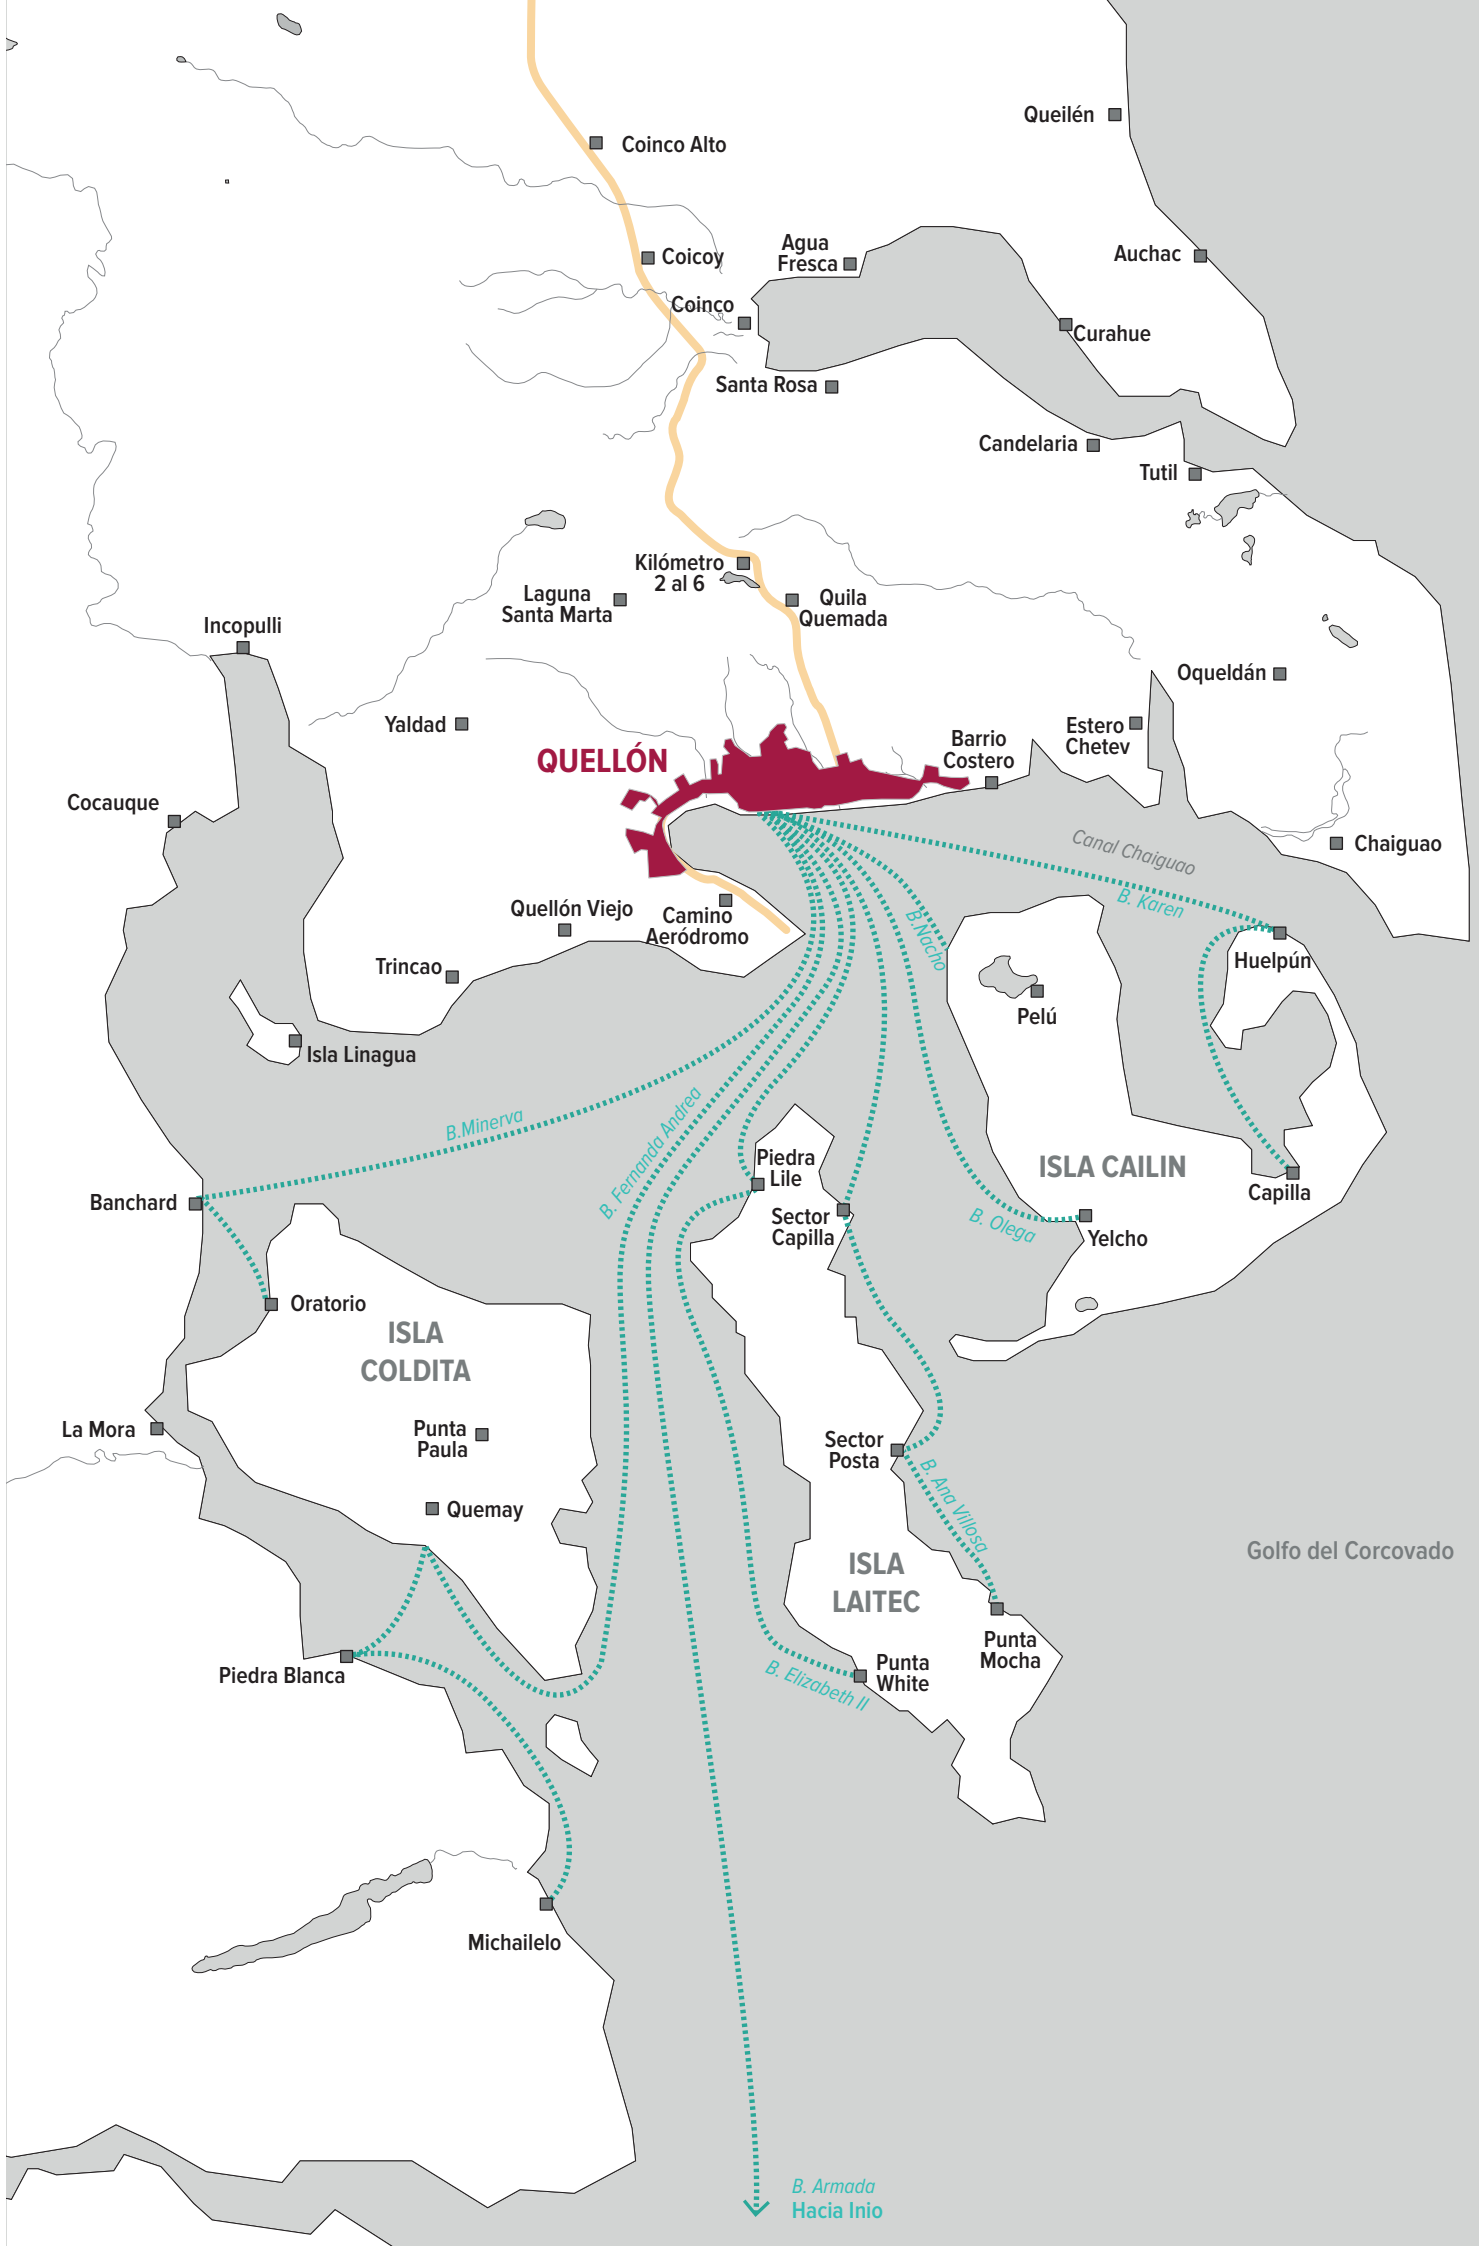 Queilén
Coinco Alto
Agua
Fresca
Auchac
Coicoy
Coinco
Curahue
Santa Rosa
Candelaria
Tutil
Kilómetro
2 al 6
Laguna
Santa Marta
Quila
Quemada
Incopulli
Oqueldán
Yaldad
Estero
Chetev
Barrio
Costero
QUELLÓN
Cocauque
Canal Chaiguao
Chaiguao
B. Karen
Quellón Viejo
Camino
Aeródromo
B.Nacho
Huelpún
Trincao
Pelú
Isla Linagua
B.Minerva
B. Fernanda Andrea
Piedra
Lile
ISLA CAILIN
Capilla
Banchard
Sector
Capilla
B. Olega
Yelcho
Oratorio
ISLA
COLDITA
La Mora
Punta
Paula
Sector
Posta
B. Ana Villosa
Quemay
Golfo del Corcovado
ISLA
LAITEC
Punta
Mocha
Piedra Blanca
Punta
White
B. Elizabeth II
Michailelo
B. Armada
Hacia Inio